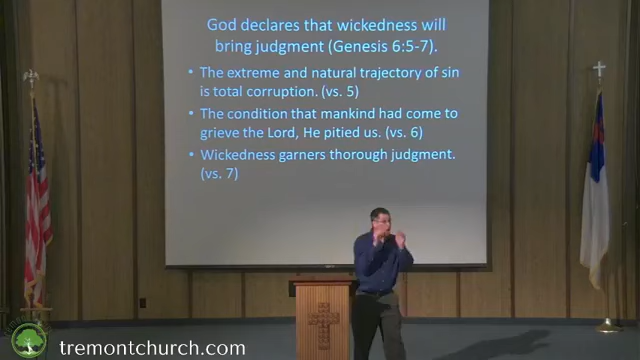 God declares that wickedness will
bring judgment (Genesis 6:5-7).
• The extreme and natural trajectory of sin
is total corruption. (vs. 5)
• The condition that mankind had come to
grieve the Lord, He pitied us. (vs. 6)
• Wickedness garners thorough judgment.
(vs. 7)
tremontchurch.com